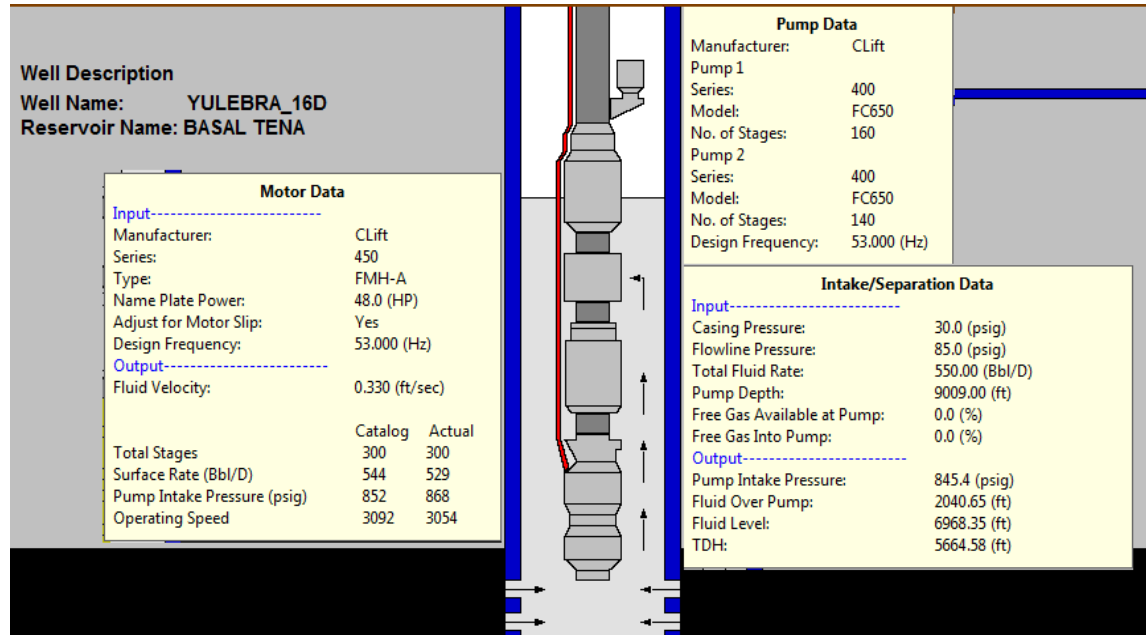 Well Description
Well Name: YULEBRA_16D
Reservoir Name: BASAL TENA
Motor Data
Input-------------------------
Manufacturer: CLift
Series: 450
Type: FMH-A
Name Plate Power: 48.0 (HP)
Adjust for Motor Slip: Yes
Design Frequency: 53.000 (Hz)
Output------------------------
Fluid Velocity: 0.330 (ft/sec)
Catalog Actual
Total Stages 300 300
Surface Rate (Bbl/D) 544 529
Pump Intake Pressure (psig) 852 868
Operating Speed 3092 3054
Pump Data
Manufacturer: CLift
Pump 1
Series: 400
Model: FC650
No. of Stages: 160
Pump 2
Series: 400
Model: FC650
No. of Stages: 140
Design Frequency: 53.000 (Hz)
Intake/Separation Data
Input-------------------------
Casing Pressure: 30.0 (psig)
Flowline Pressure: 85.0 (psig)
Total Fluid Rate: 550.00 (Bbl/D)
Pump Depth: 9009.00 (ft)
Free Gas Available at Pump: 0.0 (%)
Free Gas Into Pump: 0.0 (%)
Output------------------------
Pump Intake Pressure: 845.4 (psig)
Fluid Over Pump: 2040.65 (ft)
Fluid Level: 6968.35 (ft)
TDH: 5664.58 (ft)